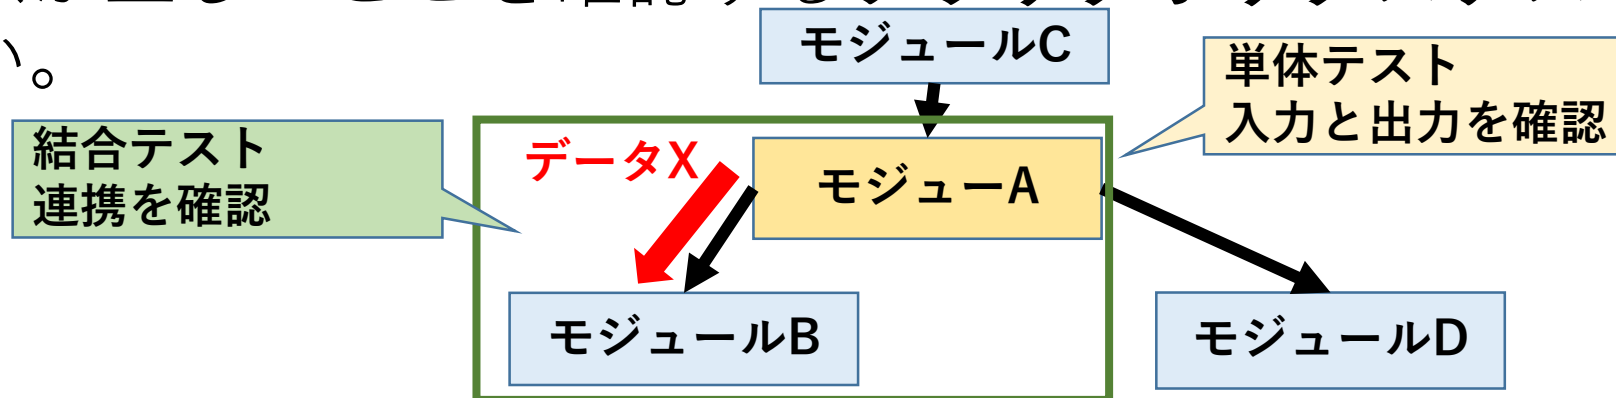 い。
モジュールC
単体テスト
入力と出力を確認
結合テスト
連携を確認
データX
モジューA
モジュールB
モジュールD